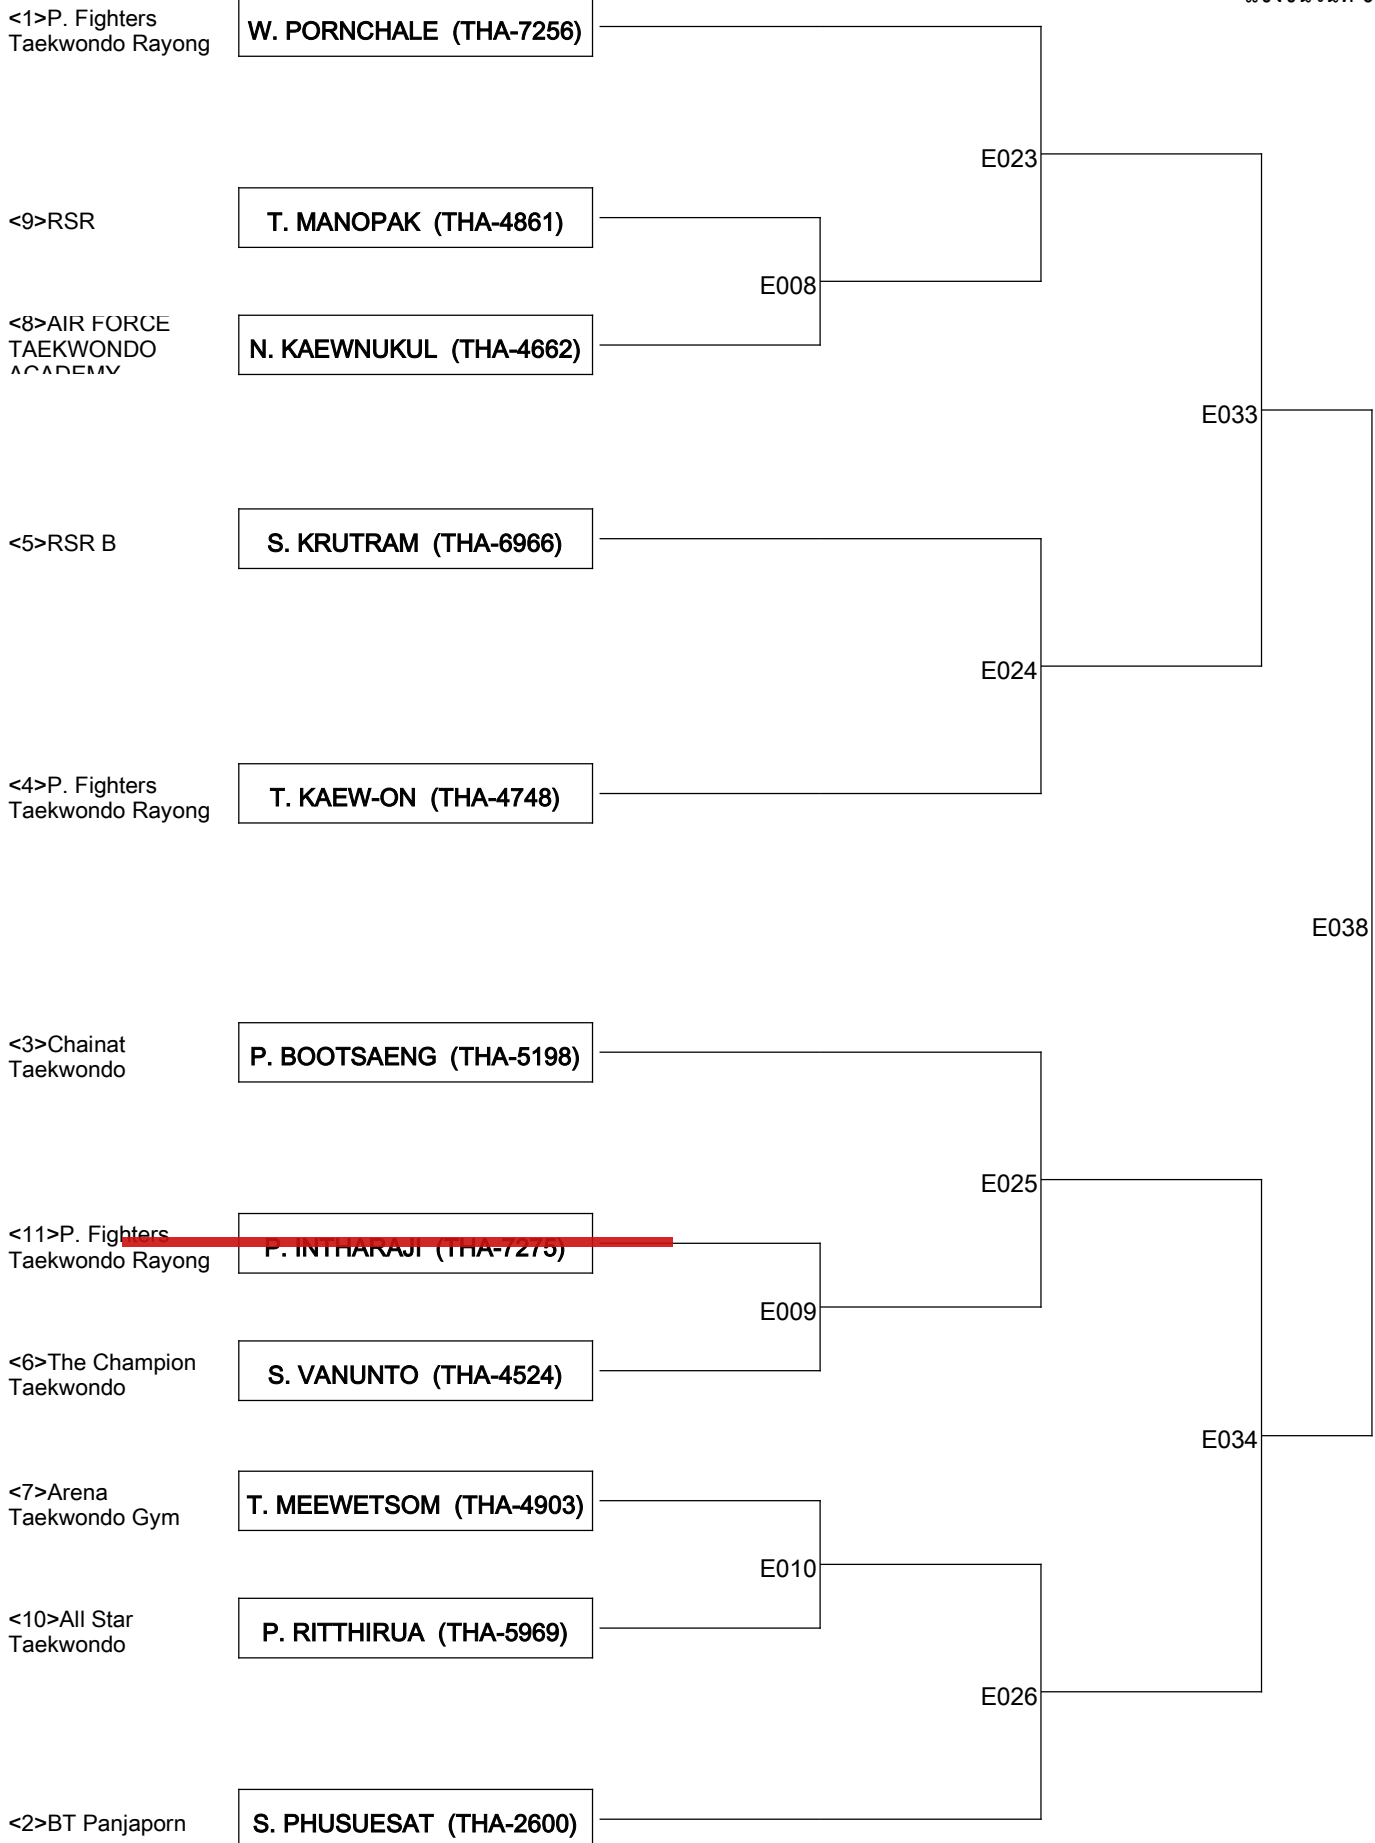 <1>P. Fighters
Taekwondo Rayong
W. PORNCHALE (THA-7256)
E023
<9>RSR
T. MANOPAK (THA-4861)
E008
<8>AIR FORCE
TAEKWONDO
ACADEMY
N. KAEWNUKUL (THA-4662)
E033
<5>RSR B
S. KRUTRAM (THA-6966)
E024
<4>P. Fighters
Taekwondo Rayong
T. KAEW-ON (THA-4748)
E038
<3>Chainat
Taekwondo
P. BOOTSAENG (THA-5198)
E025
<11>P. Fighters
Taekwondo Rayong
P. INTHARAJI (THA-7275)
E009
<6>The Champion
Taekwondo
S. VANUNTO (THA-4524)
E034
<7>Arena
Taekwondo Gym
T. MEEWETSOM (THA-4903)
E010
<10>All Star
Taekwondo
P. RITTHIRUA (THA-5969)
E026
<2>BT Panjaporn
S. PHUSUESAT (THA-2600)